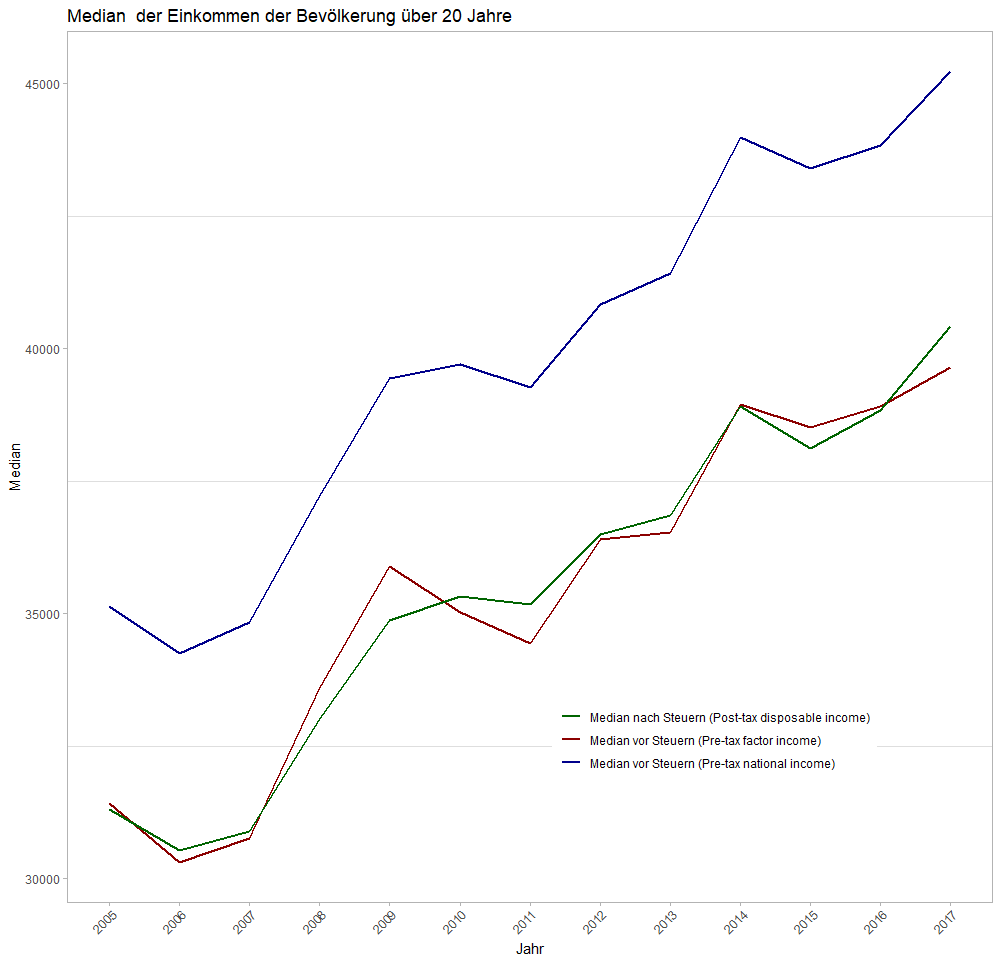 Median  der Einkommen der Bevölkerung über 20 Jahre
45000
40000
35000
30000
Median
Median nach Steuern (Post-tax disposable income)
Median vor Steuern (Pre-tax factor income)
Median vor Steuern (Pre-tax national income)
2005 2006 2007 2008 2009 2010 2011 2012 2013 2014 2015 2016 2017
Jahr